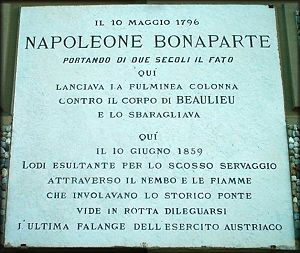 IL 10 MAGGIO 1796
NAPOLEONE BONAPARTE
PORTANDO DI DUE SECOLI IL FATO
QUÌ
LANCIAVA LA FULMINEA COLONNA
CONTRO IL CORPO DI BEAULIEU
E LO SBARAGLIAVA
QUÌ
IL 10 GIUGNO 1859
LODI ESULTANTE PER LO SCOSSO SERVAGGIO
ATTRAVERSO IL NEMBO E LE FIAMME
CHE INVOLAVANO LO STORICO PONTE
VIDE IN ROTTA DILEGUARSI
L'ULTIMA FALANGE DELL'ESERCITO AUSTRIACO